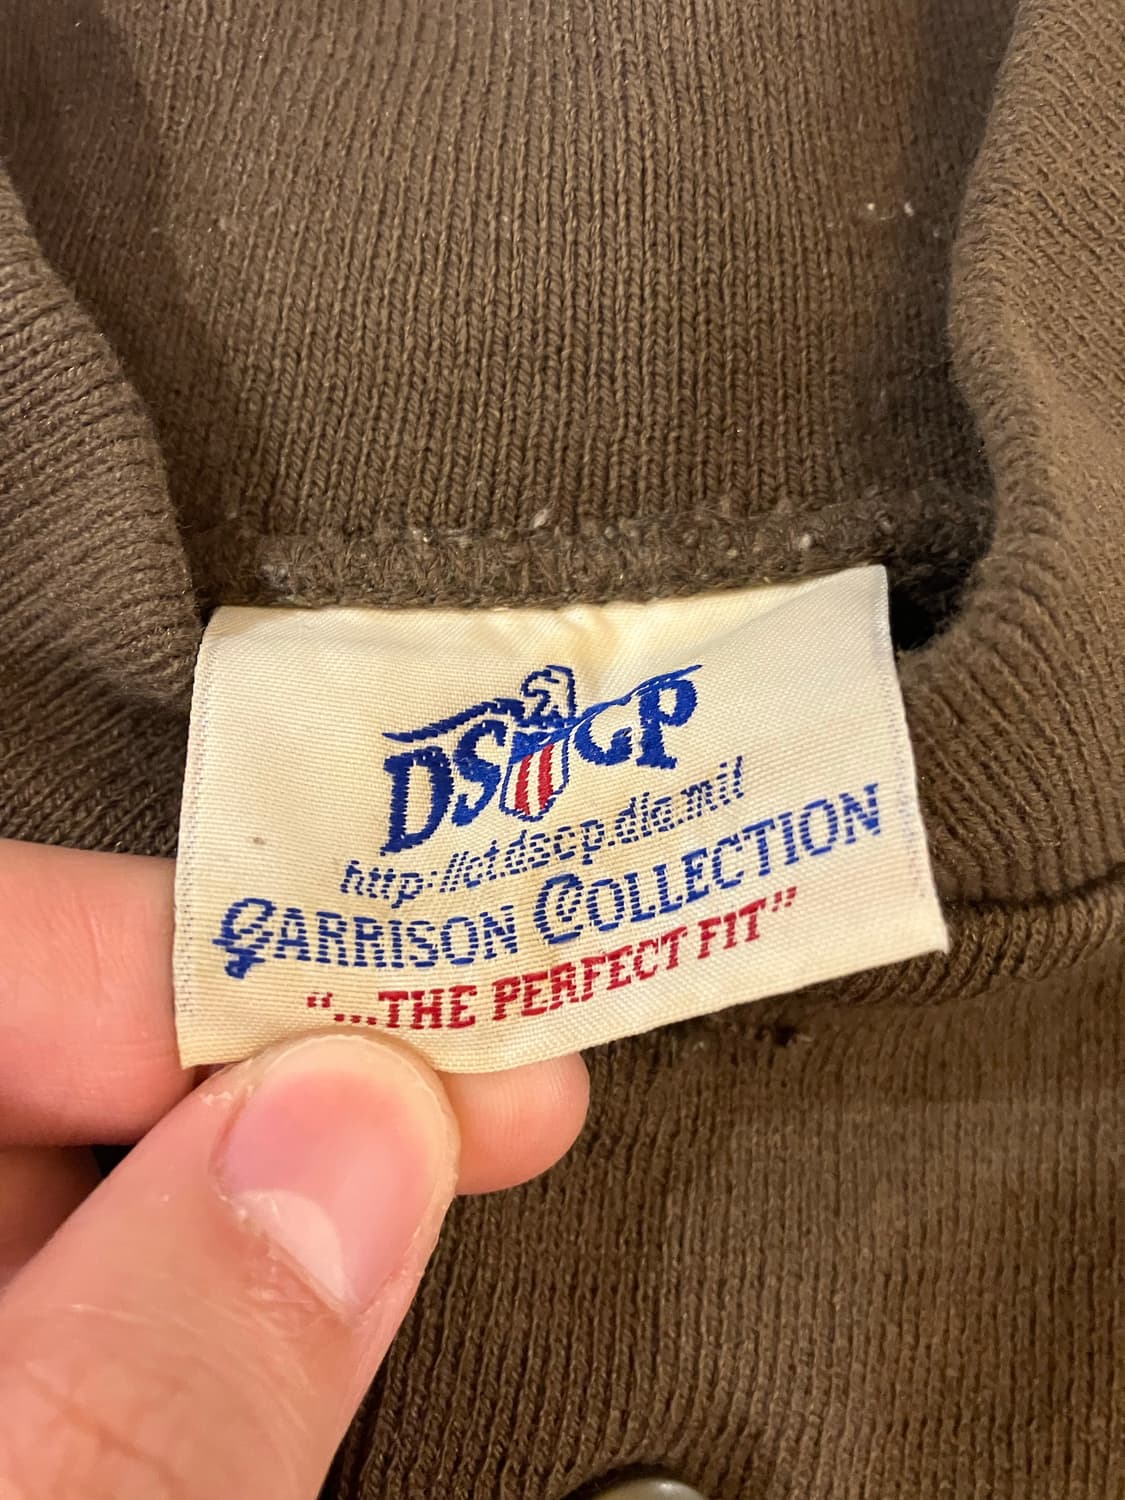 DSCP
http://ct.dscp.dla.mil
GARRISON COLLECTION
"...THE PERFECT FIT"